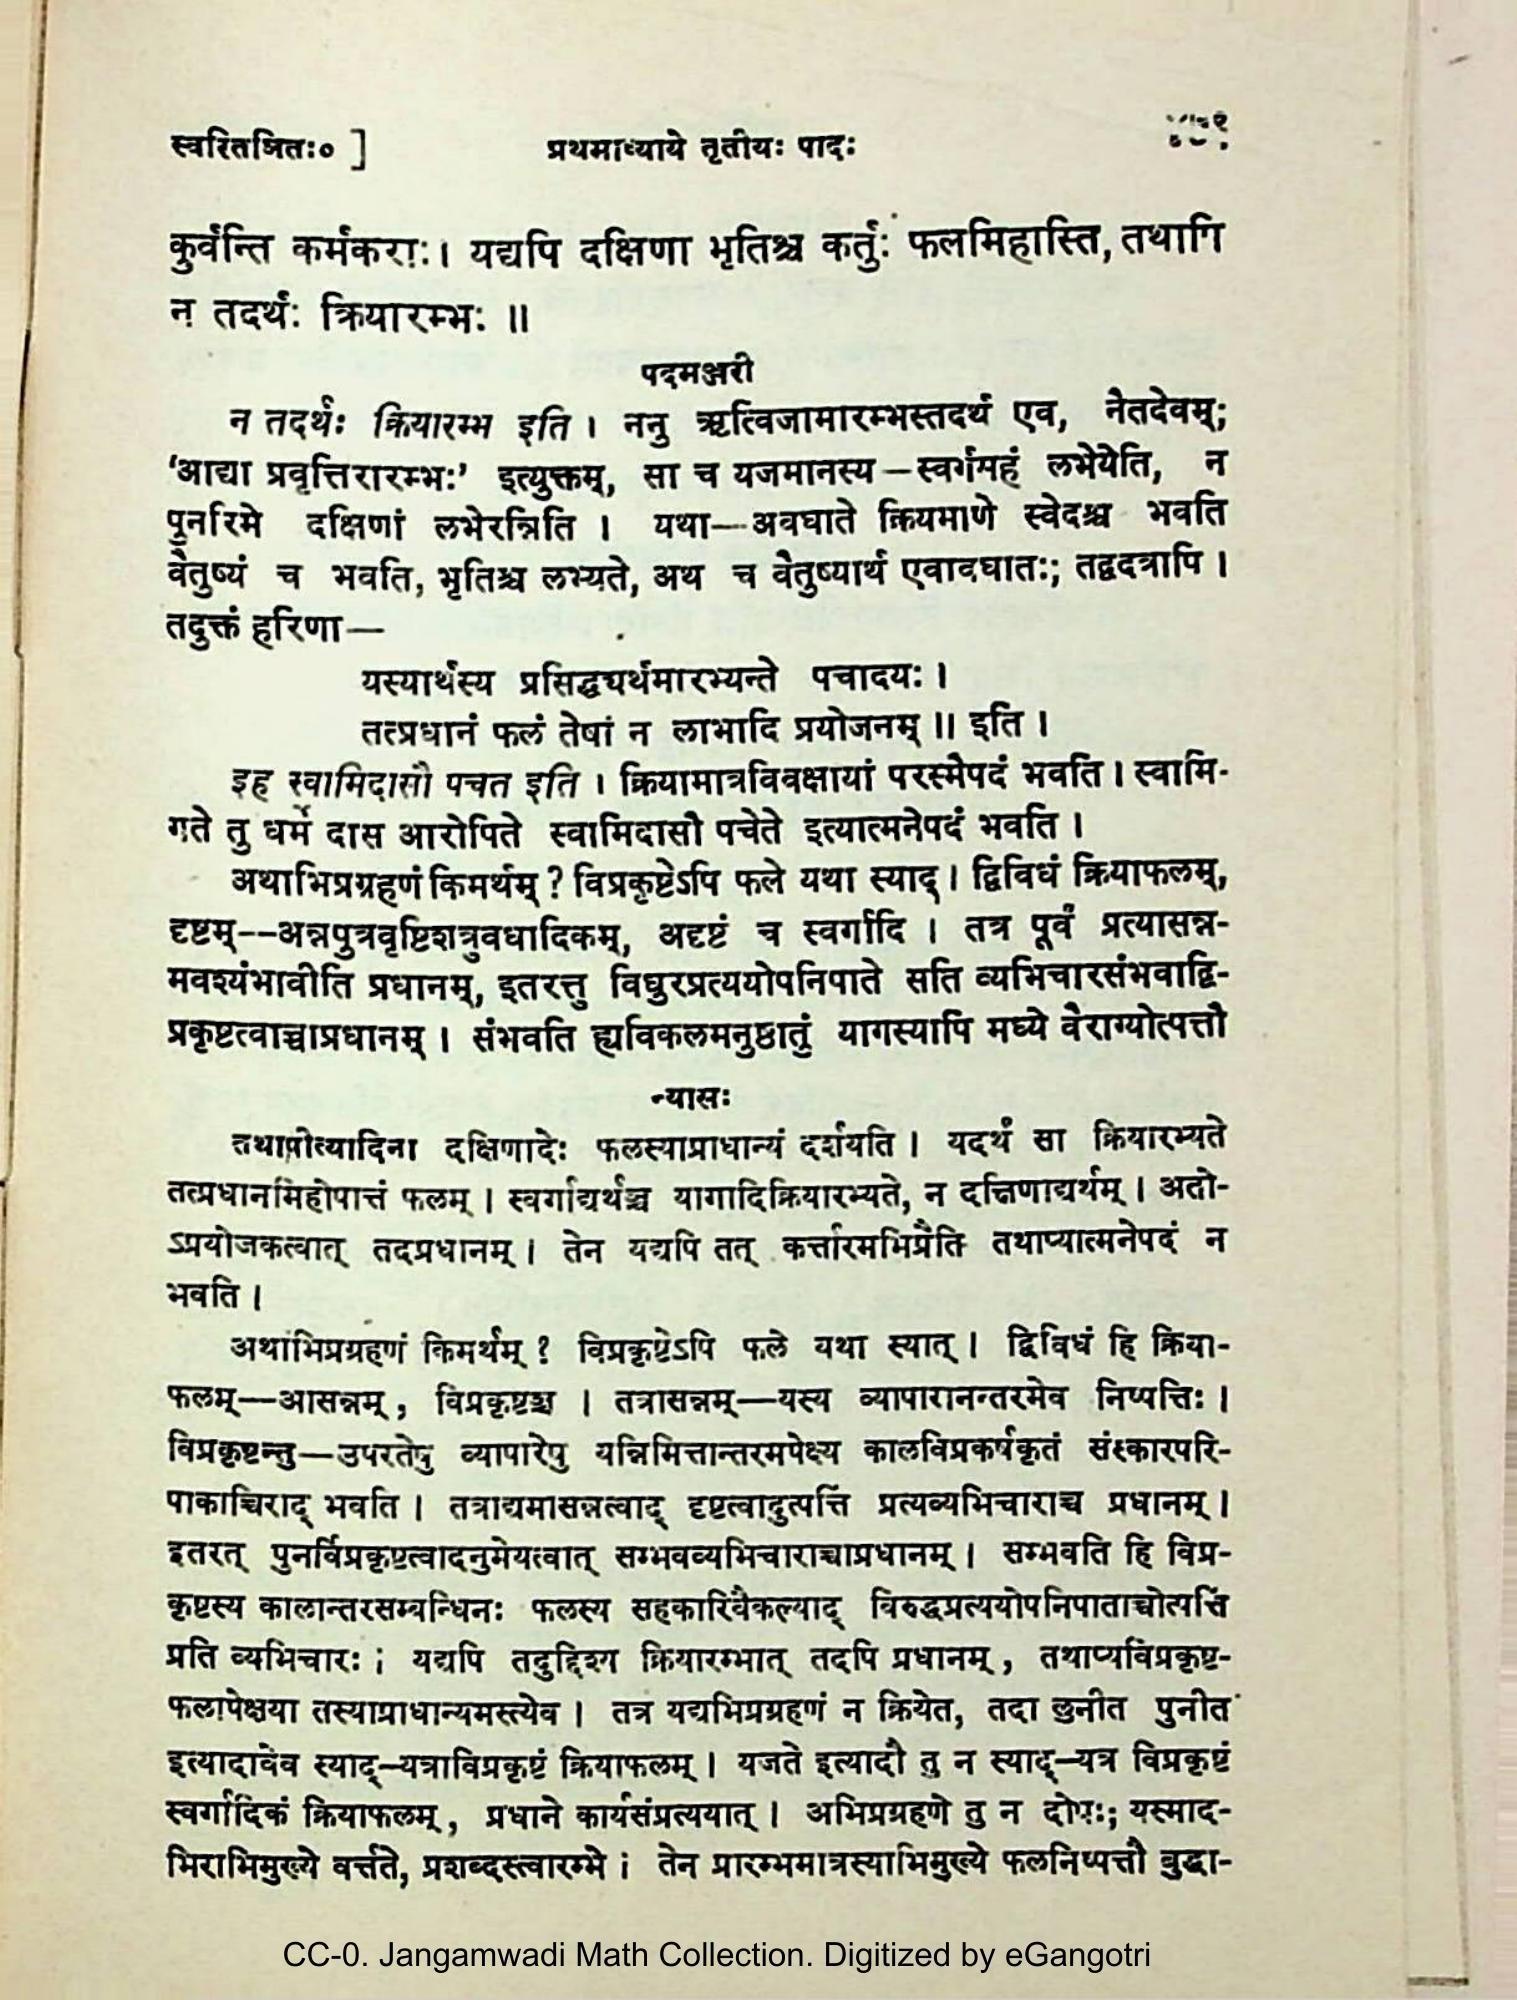 स्वरितञितः० ] प्रथमाध्याये तृतीयः पादः
कुर्वन्ति कर्मकराः। यद्यपि दक्षिणा भृतिश्च कर्तुः फलमिहास्ति, तथापि
न तदर्थः क्रियारम्भः ॥
पदमञ्जरी
न तदर्थः क्रियारम्भ इति । ननु ऋत्विजामारम्भस्तदर्थ एव, नैतदेवम्;
‘आद्या प्रवृत्तिरारम्भः’ इत्युक्तम्, सा च यजमानस्य—स्वर्गमहं लभेयेति, न
पुनरिमे दक्षिणां लभेरन्निति । यथा—अवघाते क्रियमाणे स्वेदश्च भवति
वैतुष्यं च भवति, भृतिश्च लभ्यते, अथ च वैतुष्यार्थ एवावघातः; तद्वदत्रापि ।
तदुक्तं हरिणा—
यस्यार्थस्य प्रसिद्ध्यर्थमारभ्यन्ते पचादयः ।
तत्प्रधानं फलं तेषां न लाभादि प्रयोजनम् ॥ इति ।
इह स्वामिदासौ पचत इति । क्रियामात्रविवक्षायां परस्मैपदं भवति । स्वामि-
गते तु धर्मे दास आरोपिते स्वामिदासौ पचेते इत्यात्मनेपदं भवति ।
अथाभिप्रग्रहणं किमर्थम् ? विप्रकृष्टेऽपि फले यथा स्याद् । द्विविधं क्रियाफलम्,
दृष्टम्--अन्नपुत्रवृष्टिशत्रुवधादिकम्, अदृष्टं च स्वर्गादि । तत्र पूर्वं प्रत्यासन्न-
मवश्यंभावीति प्रधानम्, इतरत्तु विधुरप्रत्ययोपनिपाते सति व्यभिचारसंभवाद्वि-
प्रकृष्टत्वाच्चाप्रधानम् । संभवति ह्यविकलमनुष्ठातुं यागस्यापि मध्ये वैराग्योत्पत्तौ
न्यासः
तथापीत्यादिना दक्षिणादेः फलस्याप्राधान्यं दर्शयति । यदर्थं सा क्रियारभ्यते
तत्प्रधानमिहोपात्तं फलम् । स्वर्गाद्यर्थञ्च यागादिक्रियारभ्यते, न दक्षिणाद्यर्थम् । अतो-
ऽप्रयोजकत्वात् तदप्रधानम् । तेन यद्यपि तत् कर्त्तारमभिप्रैति तथाप्यात्मनेपदं न
भवति ।
अथाभिप्रग्रहणं किमर्थम् ? विप्रकृष्टेऽपि फले यथा स्यात् । द्विविधं हि क्रिया-
फलम्—आसन्नम्, विप्रकृष्टञ्च । तत्रासन्नम्—यस्य व्यापारानन्तरमेव निष्पत्तिः ।
विप्रकृष्टन्तु—उपरतेषु व्यापारेषु यन्निमित्तान्तरमपेक्ष्य कालविप्रकर्षकृतं संस्कारपरि-
पाकाच्चिराद् भवति । तत्राद्यमासन्नत्वाद् दृष्टत्वादुत्पत्तिं प्रत्यव्यभिचाराच्च प्रधानम् ।
इतरत् पुनर्विप्रकृष्टत्वादनुमेयत्वात् सम्भवव्यभिचाराच्चाप्रधानम् । सम्भवति हि विप्र-
कृष्टस्य कालान्तरसम्बन्धिनः फलस्य सहकारिवैकल्याद् विरुद्धप्रत्ययोपनिपाताच्चोत्पत्तिं
प्रति व्यभिचारः । यद्यपि तदुद्दिश्य क्रियारम्भात् तदपि प्रधानम्, तथाप्यविप्रकृष्ट-
फलापेक्षया तस्याप्राधान्यमस्त्येव । तत्र यद्यभिप्रग्रहणं न क्रियेत, तदा लुनीत पुनीत
इत्यादावेव स्याद्—यत्राविप्रकृष्टं क्रियाफलम् । यजते इत्यादौ तु न स्याद्—यत्र विप्रकृष्टं
स्वर्गादिकं क्रियाफलम्, प्रधाने कार्यसंप्रत्ययात् । अभिप्रग्रहणे तु न दोषः; यस्माद-
भिराभिमुख्ये वर्त्तते, प्रशब्दस्त्वारम्भे । तेन प्रारम्भमात्रस्याभिमुख्ये फलनिष्पत्तौ बुद्धा-
CC-0. Jangamwadi Math Collection. Digitized by eGangotri